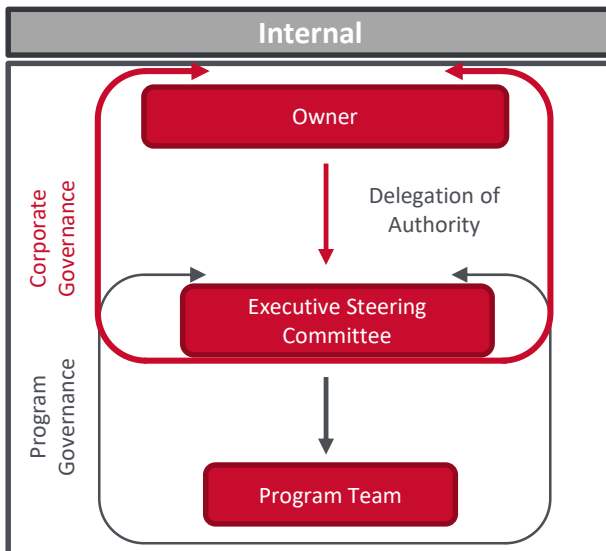 Internal
Owner
Delegation of
Authority
Corporate
Governance
Executive Steering
Committee
Program
Governance
Program Team